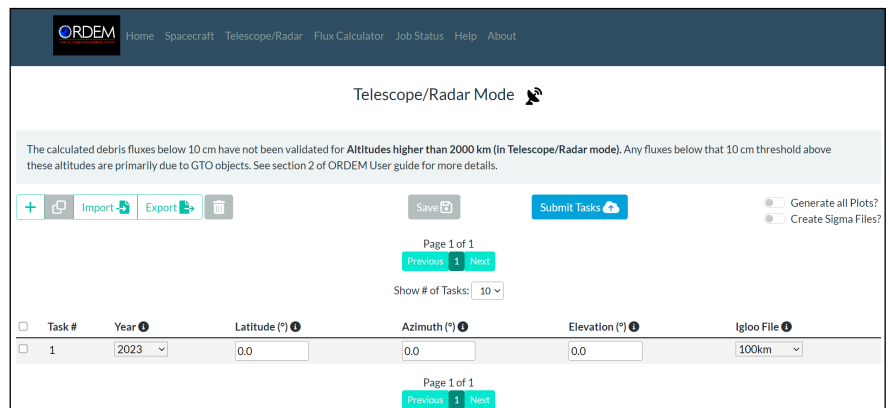 ORDEM Home Spacecraft Telescope/Radar Flux Calculator Job Status Help About
Telescope/Radar Mode
The calculated debris fluxes below 10 cm have not been validated for Altitudes higher than 2000 km (in Telescope/Radar mode). Any fluxes below that 10 cm threshold above
these altitudes are primarily due to GTO objects. See section 2 of ORDEM User guide for more details.
+ Import Export Save Submit Tasks Generate all Plots?
Create Sigma Files?
Page 1 of 1
Previous 1 Next
Show # of Tasks: 10
Task # Year Latitude (°) Azimuth (°) Elevation (°) Igloo File
1 2023 0.0 0.0 0.0 100km
Page 1 of 1
Previous 1 Next